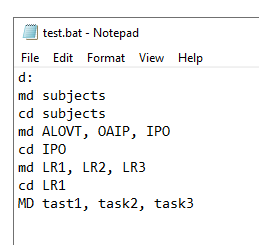 test.bat - Notepad
File Edit Format View Help
d:
md subjects
cd subjects
md ALOVT, OAIP, IPO
cd IPO
md LR1, LR2, LR3
cd LR1
MD tast1, task2, task3